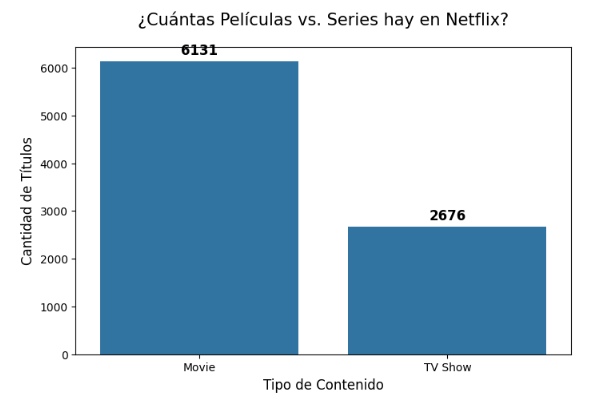 ¿Cuántas Películas vs. Series hay en Netflix?
6131
2676
6000
5000
4000
3000
2000
1000
0
Cantidad de Títulos
Movie
TV Show
Tipo de Contenido